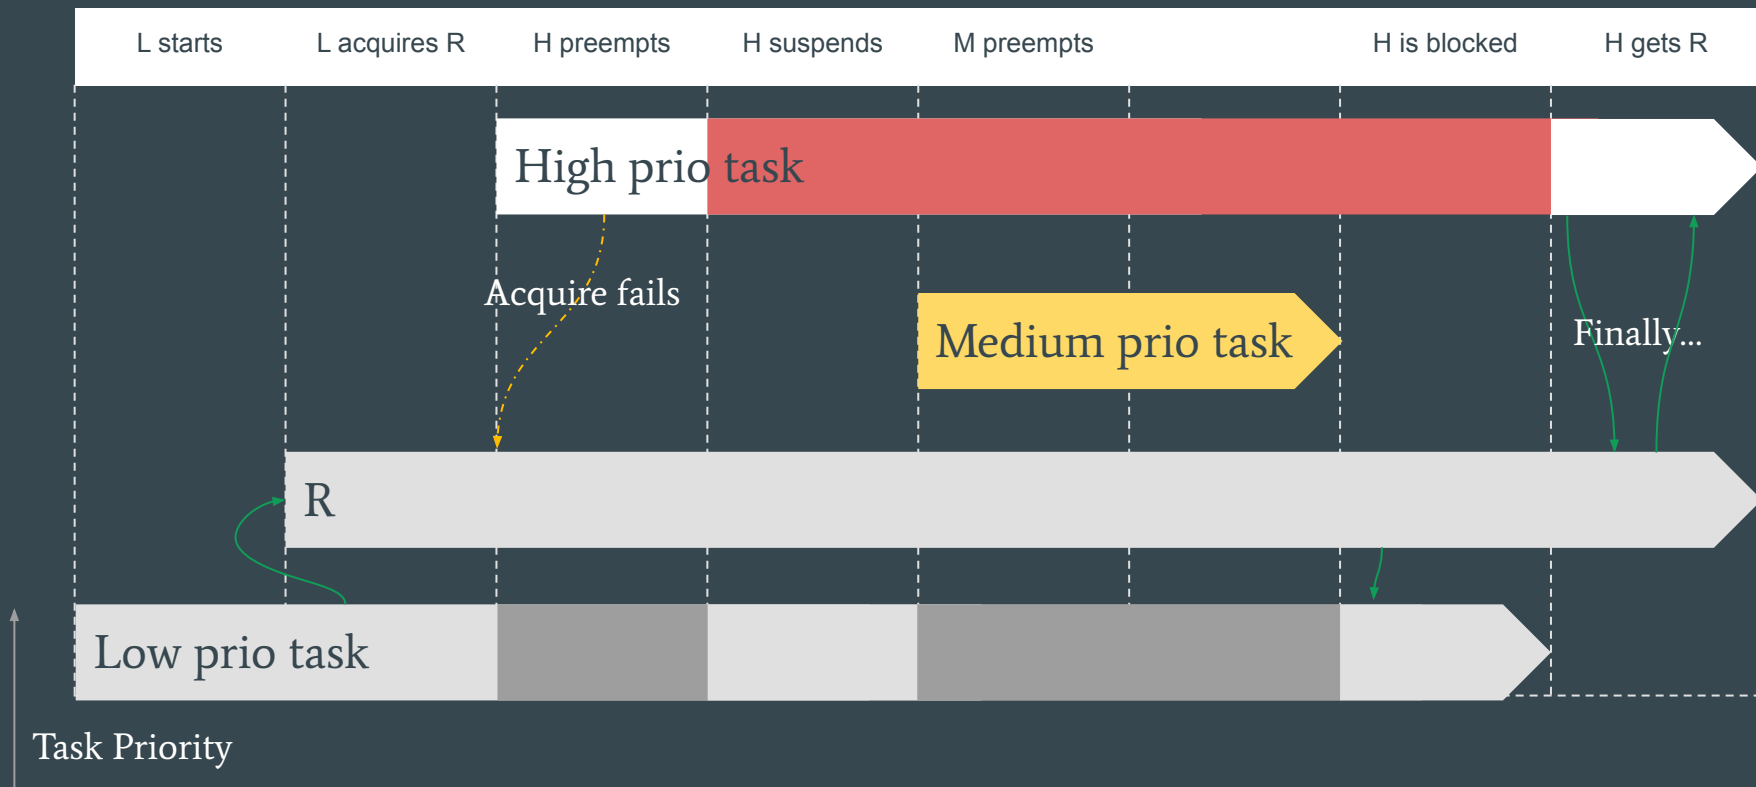 L starts
L acquires R
H preempts
H suspends
M preempts
H is blocked
H gets R
High prio task
Acquire fails
Medium prio task
Finally...
R
Low prio task
Task Priority